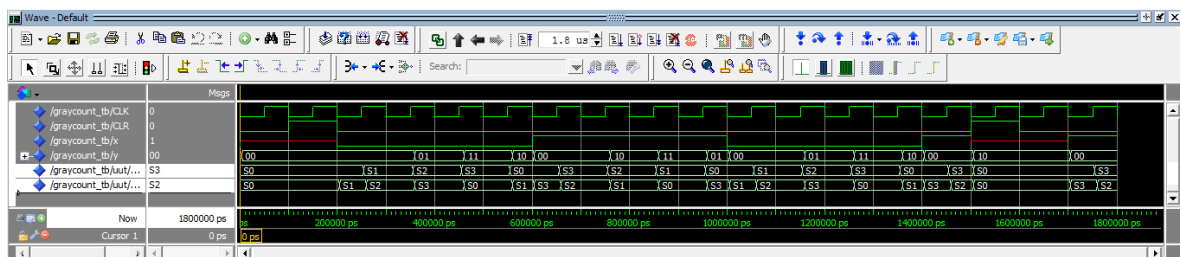 Wave - Default
1.8 us
Search:
Msgs
/graycount_tb/CLK 0
/graycount_tb/CLR 0
/graycount_tb/x 1
/graycount_tb/y 00 00 01 11 10 00 10 11 01 00 01 11 10 00 10 00
/graycount_tb/uut/... S3 S0 S1 S2 S3 S0 S3 S2 S1 S0 S3 S0 S1 S2 S3 S0 S3 S0 S3
/graycount_tb/uut/... S2 S0 S1 S2 S3 S0 S1 S3 S2 S1 S0 S3 S1 S2 S3 S0 S1 S3 S2 S0 S3 S2
Now 1800000 ps ps 200000 ps 400000 ps 600000 ps 800000 ps 1000000 ps 1200000 ps 1400000 ps 1600000 ps 1800000 ps
Cursor 1 0 ps 0 ps